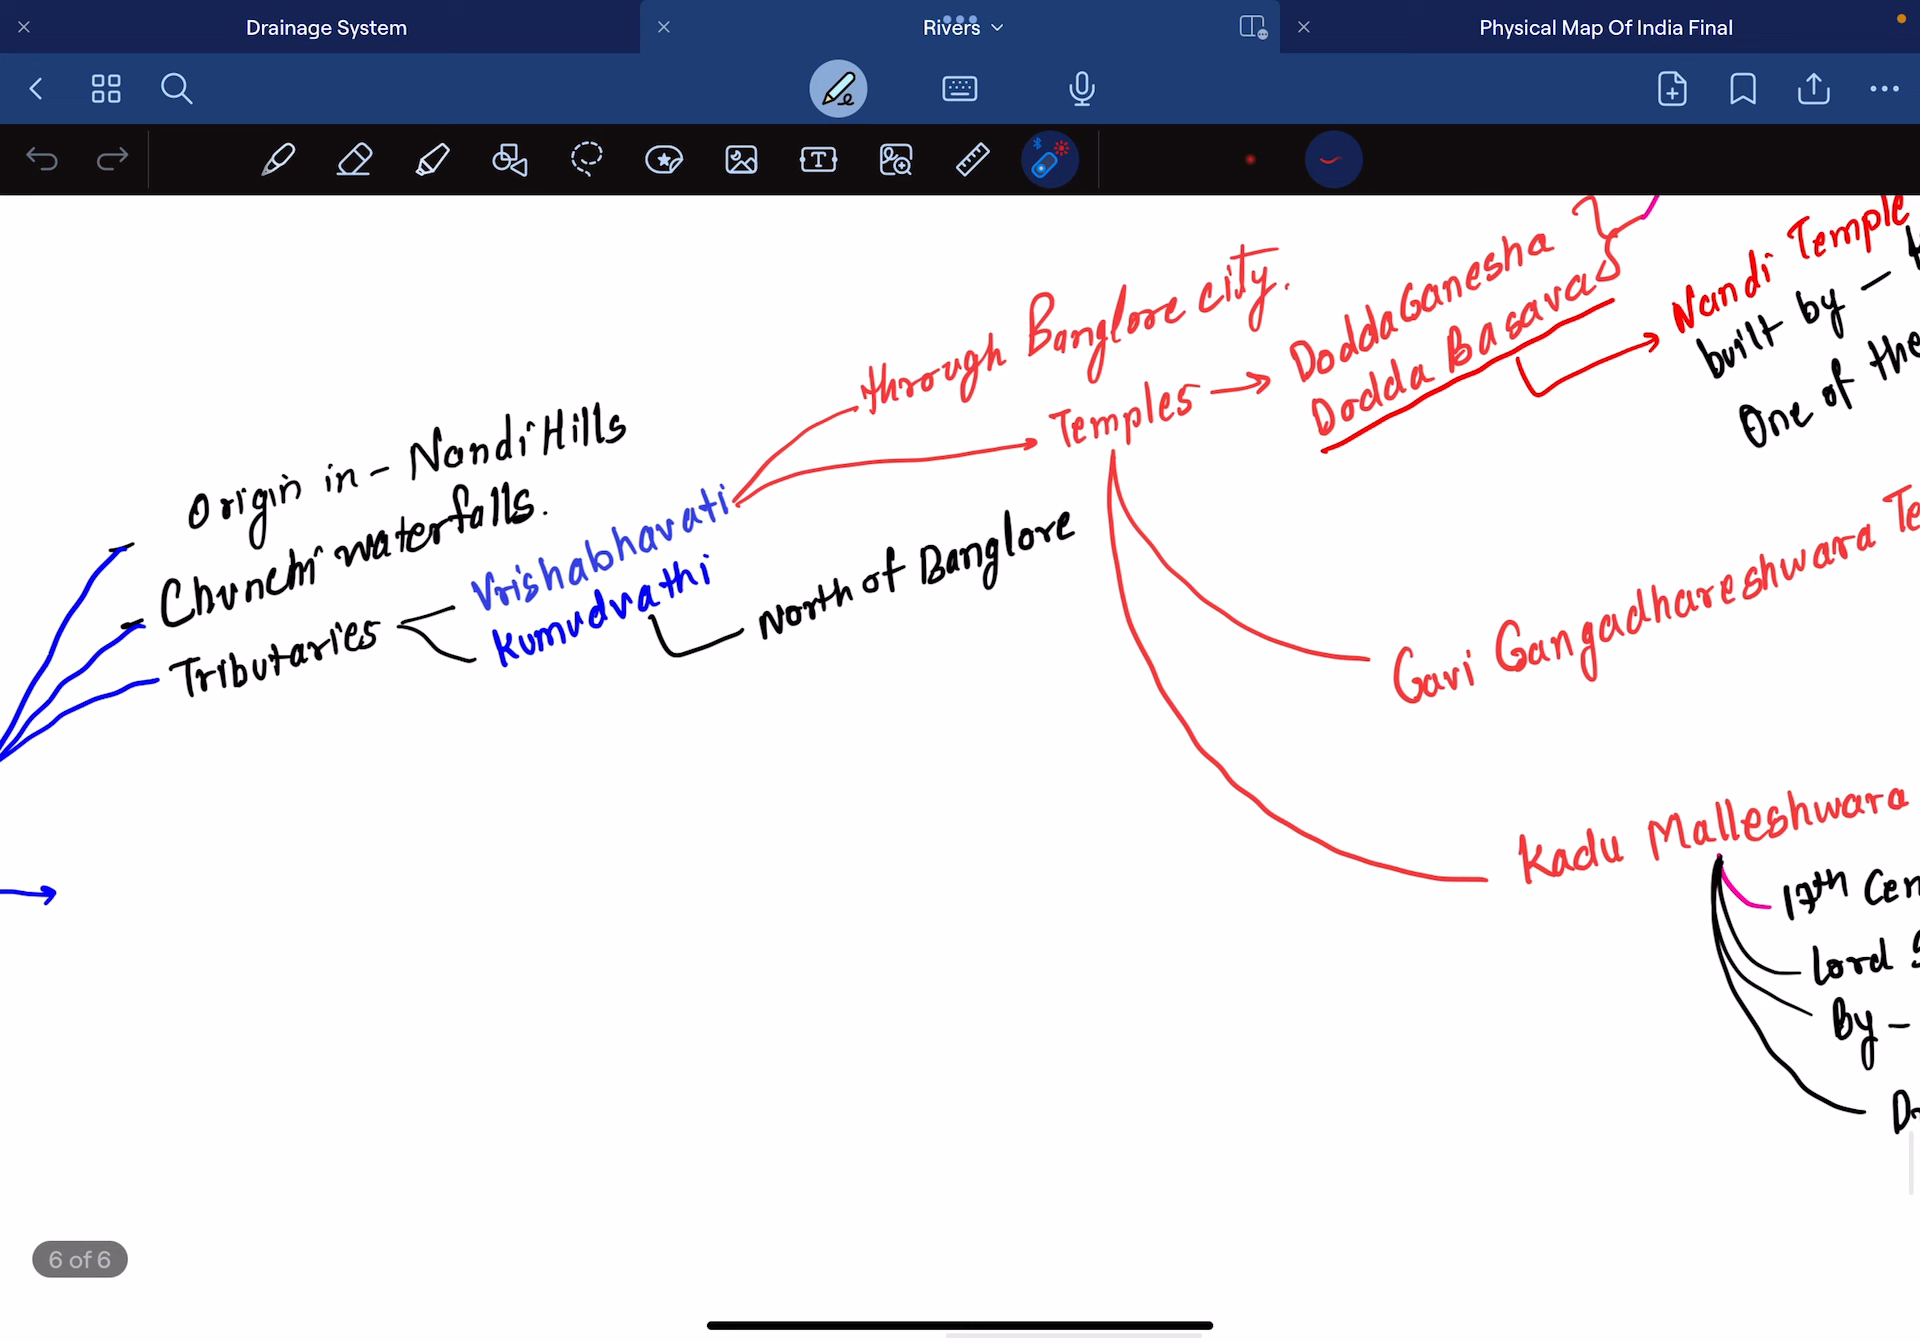 Drainage System
Rivers
Physical Map Of India Final
Origin in - Nandi Hills
Chunchi waterfalls.
Tributaries
Vrishabhavati
kumudvathi
North of Banglore
through Banglore city.
Temples → Dodda Ganesha
Dodda Basava
Nandi Temple
built by -
One of the
Gavi Gangadhareshwara Te
Kadu Malleshwara
17th Cen
lord S
By -
6 of 6